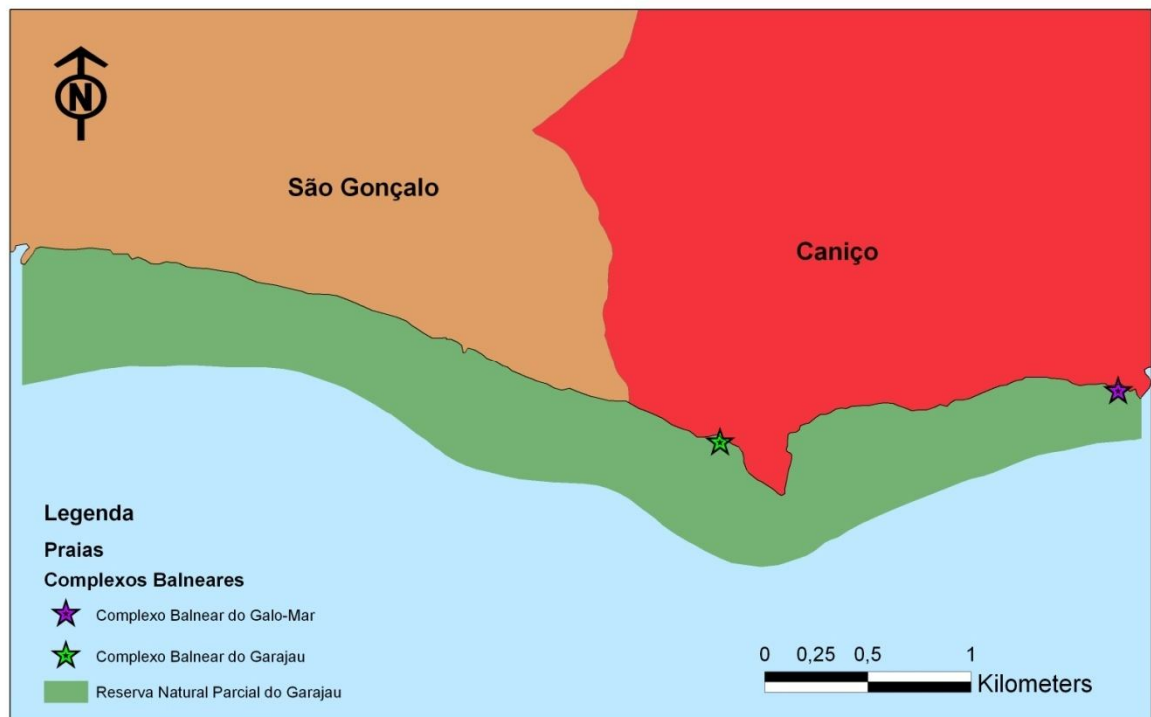 N
São Gonçalo
Caniço
Legenda
Praias
Complexos Balneares
Complexo Balnear do Galo-Mar
Complexo Balnear do Garajau
Reserva Natural Parcial do Garajau
0 0,25 0,5 1
Kilometers